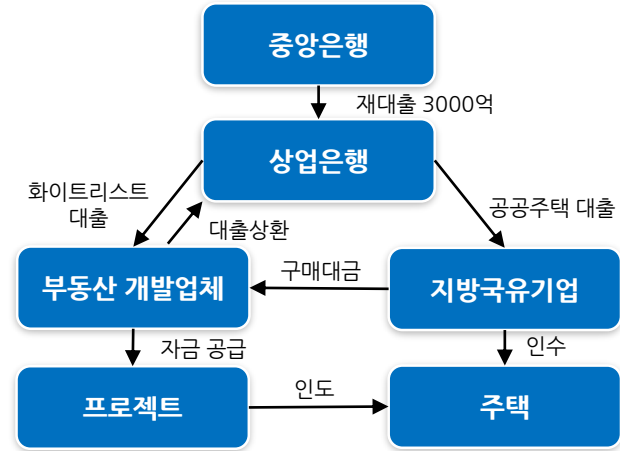 중앙은행
재대출 3000억
상업은행
화이트리스트
대출
대출상환
공공주택 대출
부동산 개발업체
구매대금
지방국유기업
자금 공급
인수
프로젝트
인도
주택